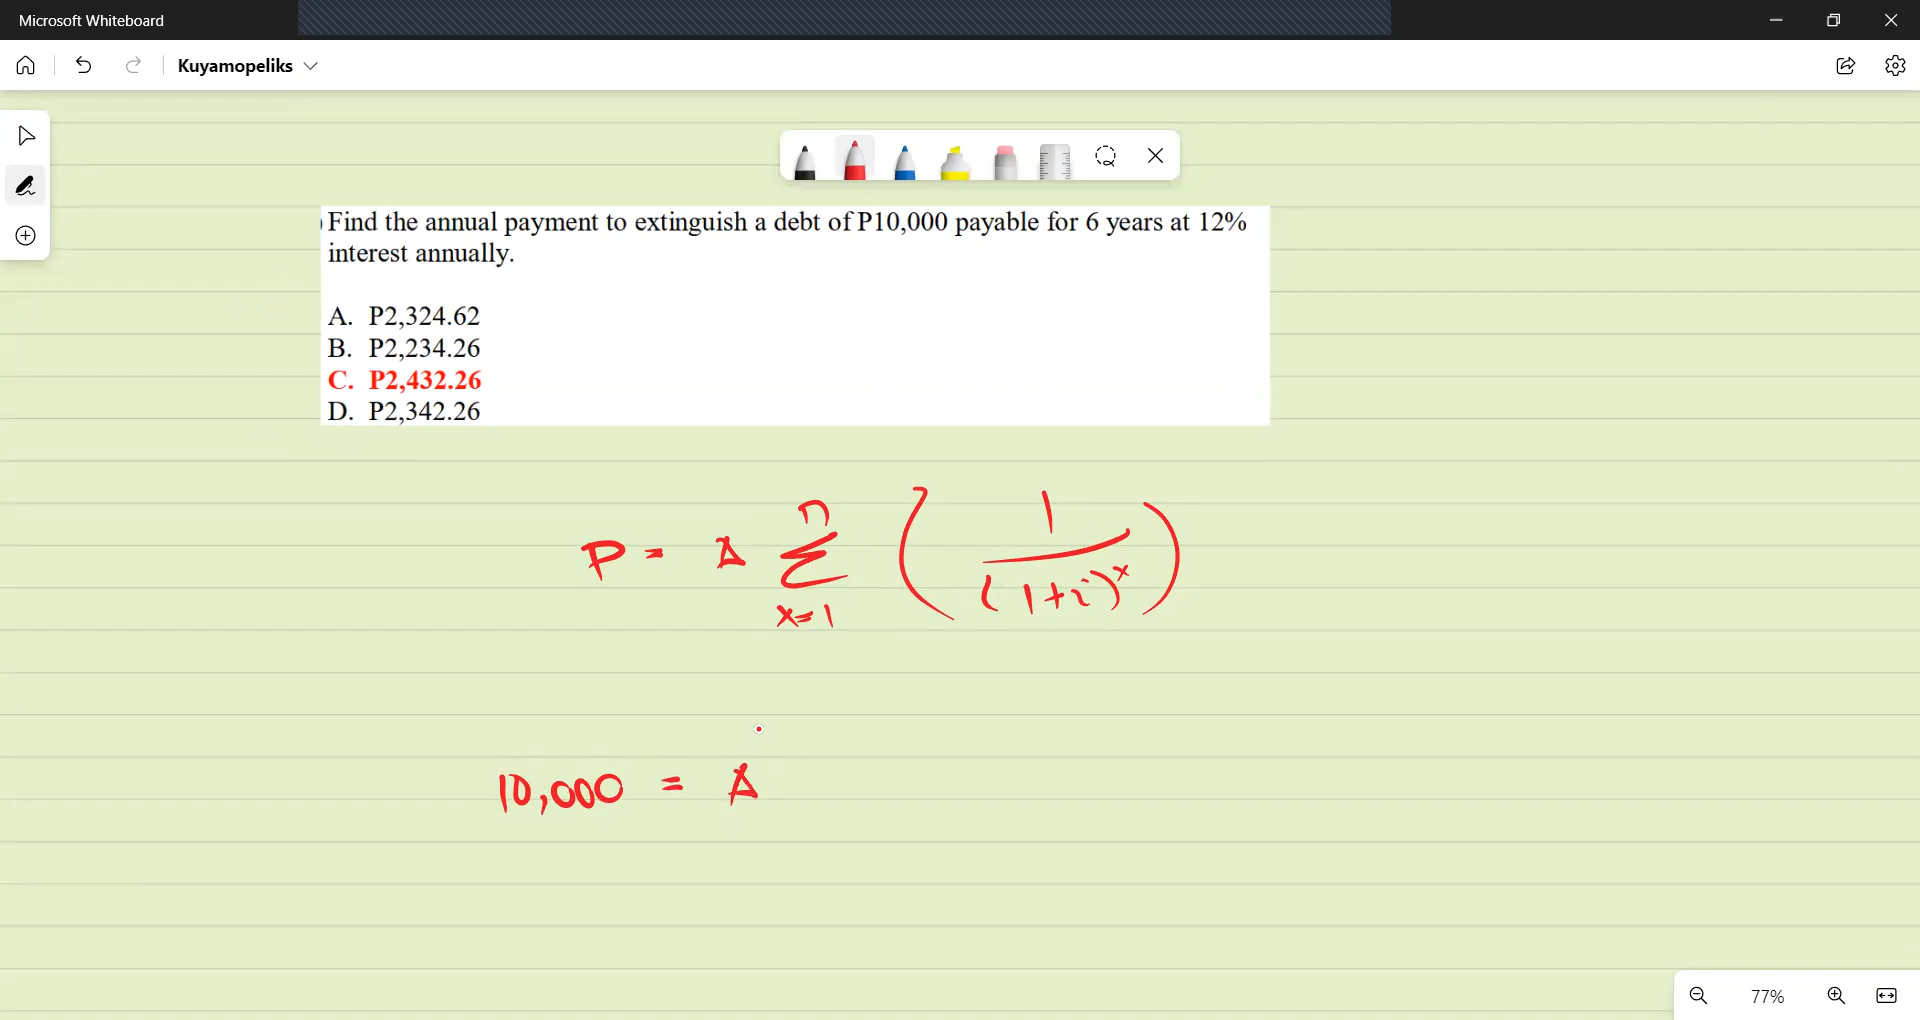 Microsoft Whiteboard
Kuyamopeliks
Find the annual payment to extinguish a debt of P10,000 payable for 6 years at 12%
interest annually.
A. P2,324.62
B. P2,234.26
C. P2,432.26
D. P2,342.26
P = A ∑ₓ₌₁ⁿ ( 1 / (1+i)ˣ )
10,000 = A
77%